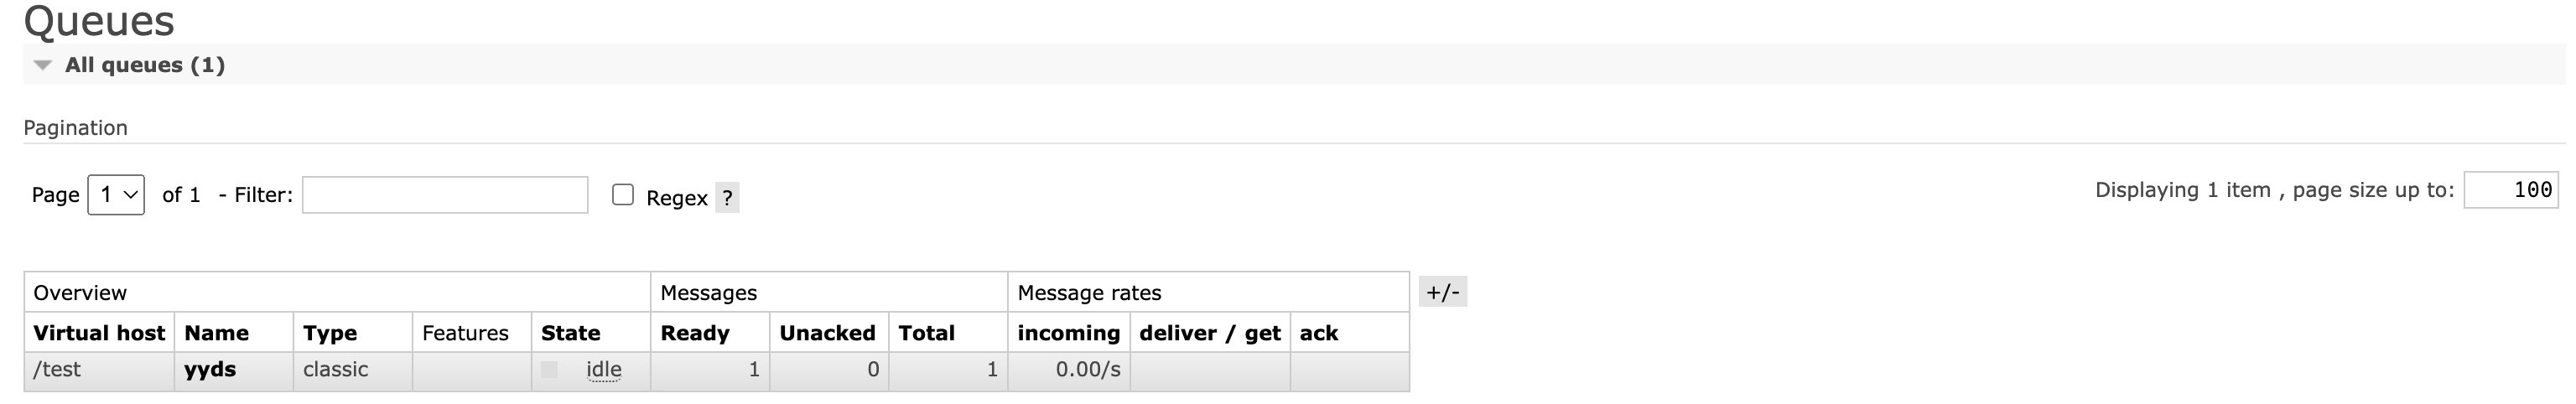 Queues
All queues (1)
Pagination
Page 1 of 1 - Filter: Regex ? Displaying 1 item , page size up to: 100
Overview Messages Message rates +/-
Virtual host Name Type Features State Ready Unacked Total incoming deliver / get ack
/test yyds classic idle 1 0 1 0.00/s